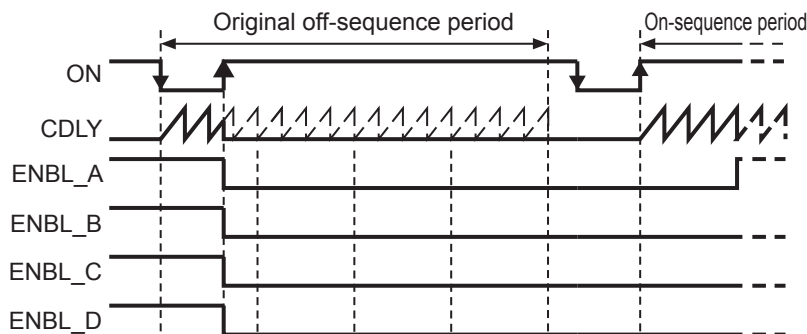 Original off-sequence period
On-sequence period
ON
CDLY
ENBL_A
ENBL_B
ENBL_C
ENBL_D